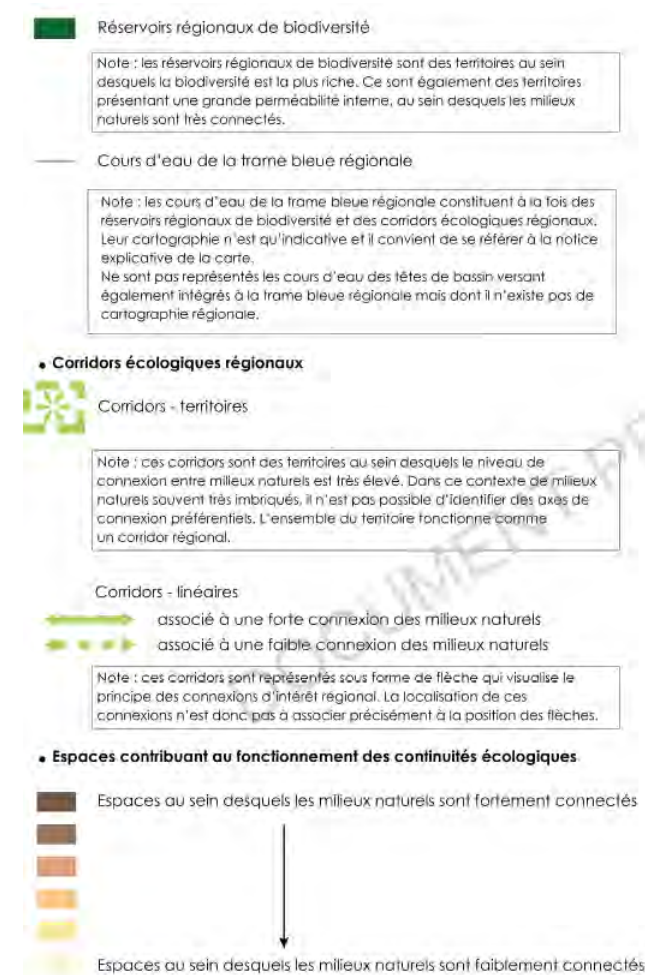 Réservoirs régionaux de biodiversité
Note : les réservoirs régionaux de biodiversité sont des territoires au sein
desquels la biodiversité est la plus riche. Ce sont également des territoires
présentant une grande perméabilité interne, au sein desquels les milieux
naturels sont très connectés.
Cours d'eau de la trame bleue régionale
Note : les cours d'eau de la trame bleue régionale constituent à la fois des
réservoirs régionaux de biodiversité et des corridors écologiques régionaux.
Leur cartographie n'est qu'indicative et il convient de se référer à la notice
explicative de la carte.
Ne sont pas représentés les cours d'eau des têtes de bassin versant
également intégrés à la trame bleue régionale mais dont il n'existe pas de
cartographie régionale.
• Corridors écologiques régionaux
Corridors - territoires
Note : ces corridors sont des territoires au sein desquels le niveau de
connexion entre milieux naturels est très élevé. Dans ce contexte de milieux
naturels souvent très imbriqués, il n'est pas possible d'identifier des axes de
connexion préférentiels. L'ensemble du territoire fonctionne comme
un corridor régional.
Corridors - linéaires
associé à une forte connexion des milieux naturels
associé à une faible connexion des milieux naturels
Note : ces corridors sont représentés sous forme de flèche qui visualise le
principe des connexions d'intérêt régional. La localisation de ces
connexions n'est donc pas à associer précisément à la position des flèches.
• Espaces contribuant au fonctionnement des continuités écologiques
Espaces au sein desquels les milieux naturels sont fortement connectés
Espaces au sein desquels les milieux naturels sont faiblement connectés
DOCUMENT